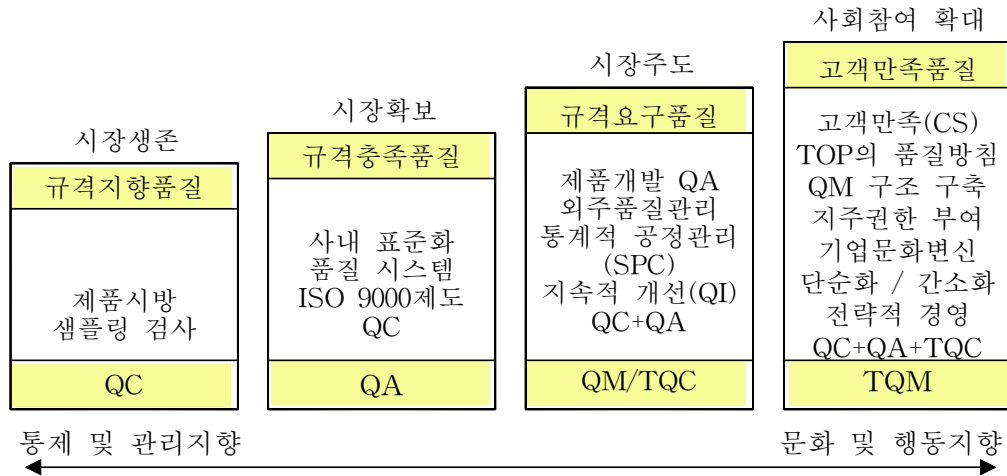 시장생존
규격지향품질
제품시방
샘플링 검사
QC
시장확보
규격충족품질
사내 표준화
품질 시스템
ISO 9000제도
QC
QA
시장주도
규격요구품질
제품개발 QA
외주품질관리
통계적 공정관리
(SPC)
지속적 개선(QI)
QC+QA
QM/TQC
사회참여 확대
고객만족품질
고객만족(CS)
TOP의 품질방침
QM 구조 구축
지주권한 부여
기업문화변신
단순화 / 간소화
전략적 경영
QC+QA+TQC
TQM
통제 및 관리지향
문화 및 행동지향